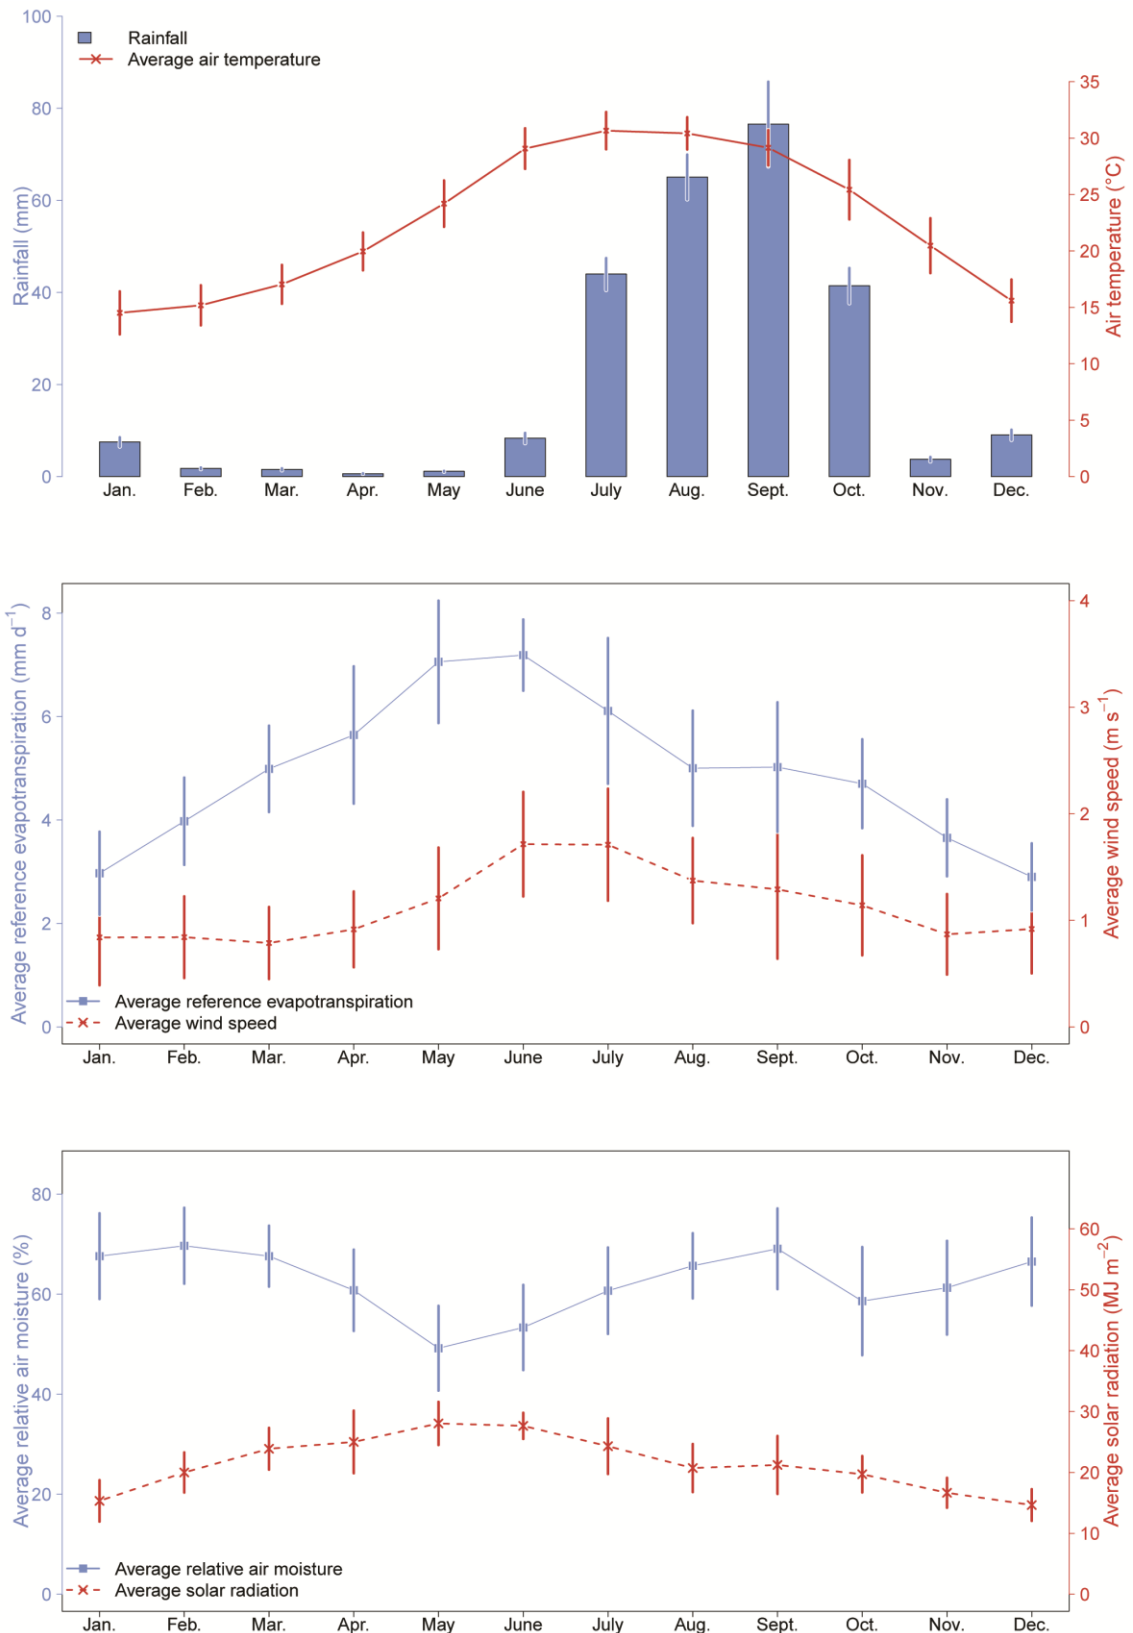 100
80
60
40
20
0
Rainfall (mm)
Rainfall
Average air temperature
35
30
25
20
15
10
5
0
Air temperature (°C)
Jan. Feb. Mar. Apr. May June July Aug. Sept. Oct. Nov. Dec.
8
6
4
2
0
Average reference evapotranspiration (mm d⁻¹)
4
3
2
1
0
Average wind speed (m s⁻¹)
Average reference evapotranspiration
Average wind speed
Jan. Feb. Mar. Apr. May June July Aug. Sept. Oct. Nov. Dec.
80
60
40
20
0
Average relative air moisture (%)
60
50
40
30
20
10
0
Average solar radiation (MJ m⁻²)
Average relative air moisture
Average solar radiation
Jan. Feb. Mar. Apr. May June July Aug. Sept. Oct. Nov. Dec.